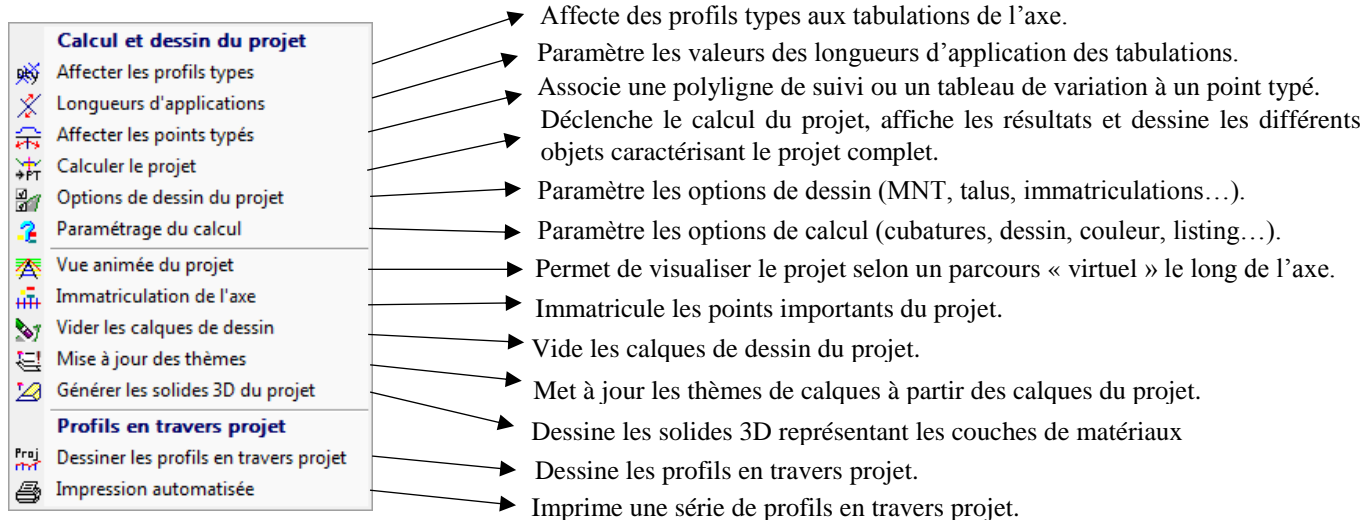 Calcul et dessin du projet
Affecter les profils types
Longueurs d'applications
Affecter les points typés
Calculer le projet
Options de dessin du projet
Paramétrage du calcul
Vue animée du projet
Immatriculation de l'axe
Vider les calques de dessin
Mise à jour des thèmes
Générer les solides 3D du projet
Profils en travers projet
Dessiner les profils en travers projet
Impression automatisée
Affecte des profils types aux tabulations de l’axe.
Paramètre les valeurs des longueurs d’application des tabulations.
Associe une polyligne de suivi ou un tableau de variation à un point typé.
Déclenche le calcul du projet, affiche les résultats et dessine les différents
objets caractérisant le projet complet.
Paramètre les options de dessin (MNT, talus, immatriculations…).
Paramètre les options de calcul (cubatures, dessin, couleur, listing…).
Permet de visualiser le projet selon un parcours « virtuel » le long de l’axe.
Immatricule les points importants du projet.
Vide les calques de dessin du projet.
Met à jour les thèmes de calques à partir des calques du projet.
Dessine les solides 3D représentant les couches de matériaux
Dessine les profils en travers projet.
Imprime une série de profils en travers projet.